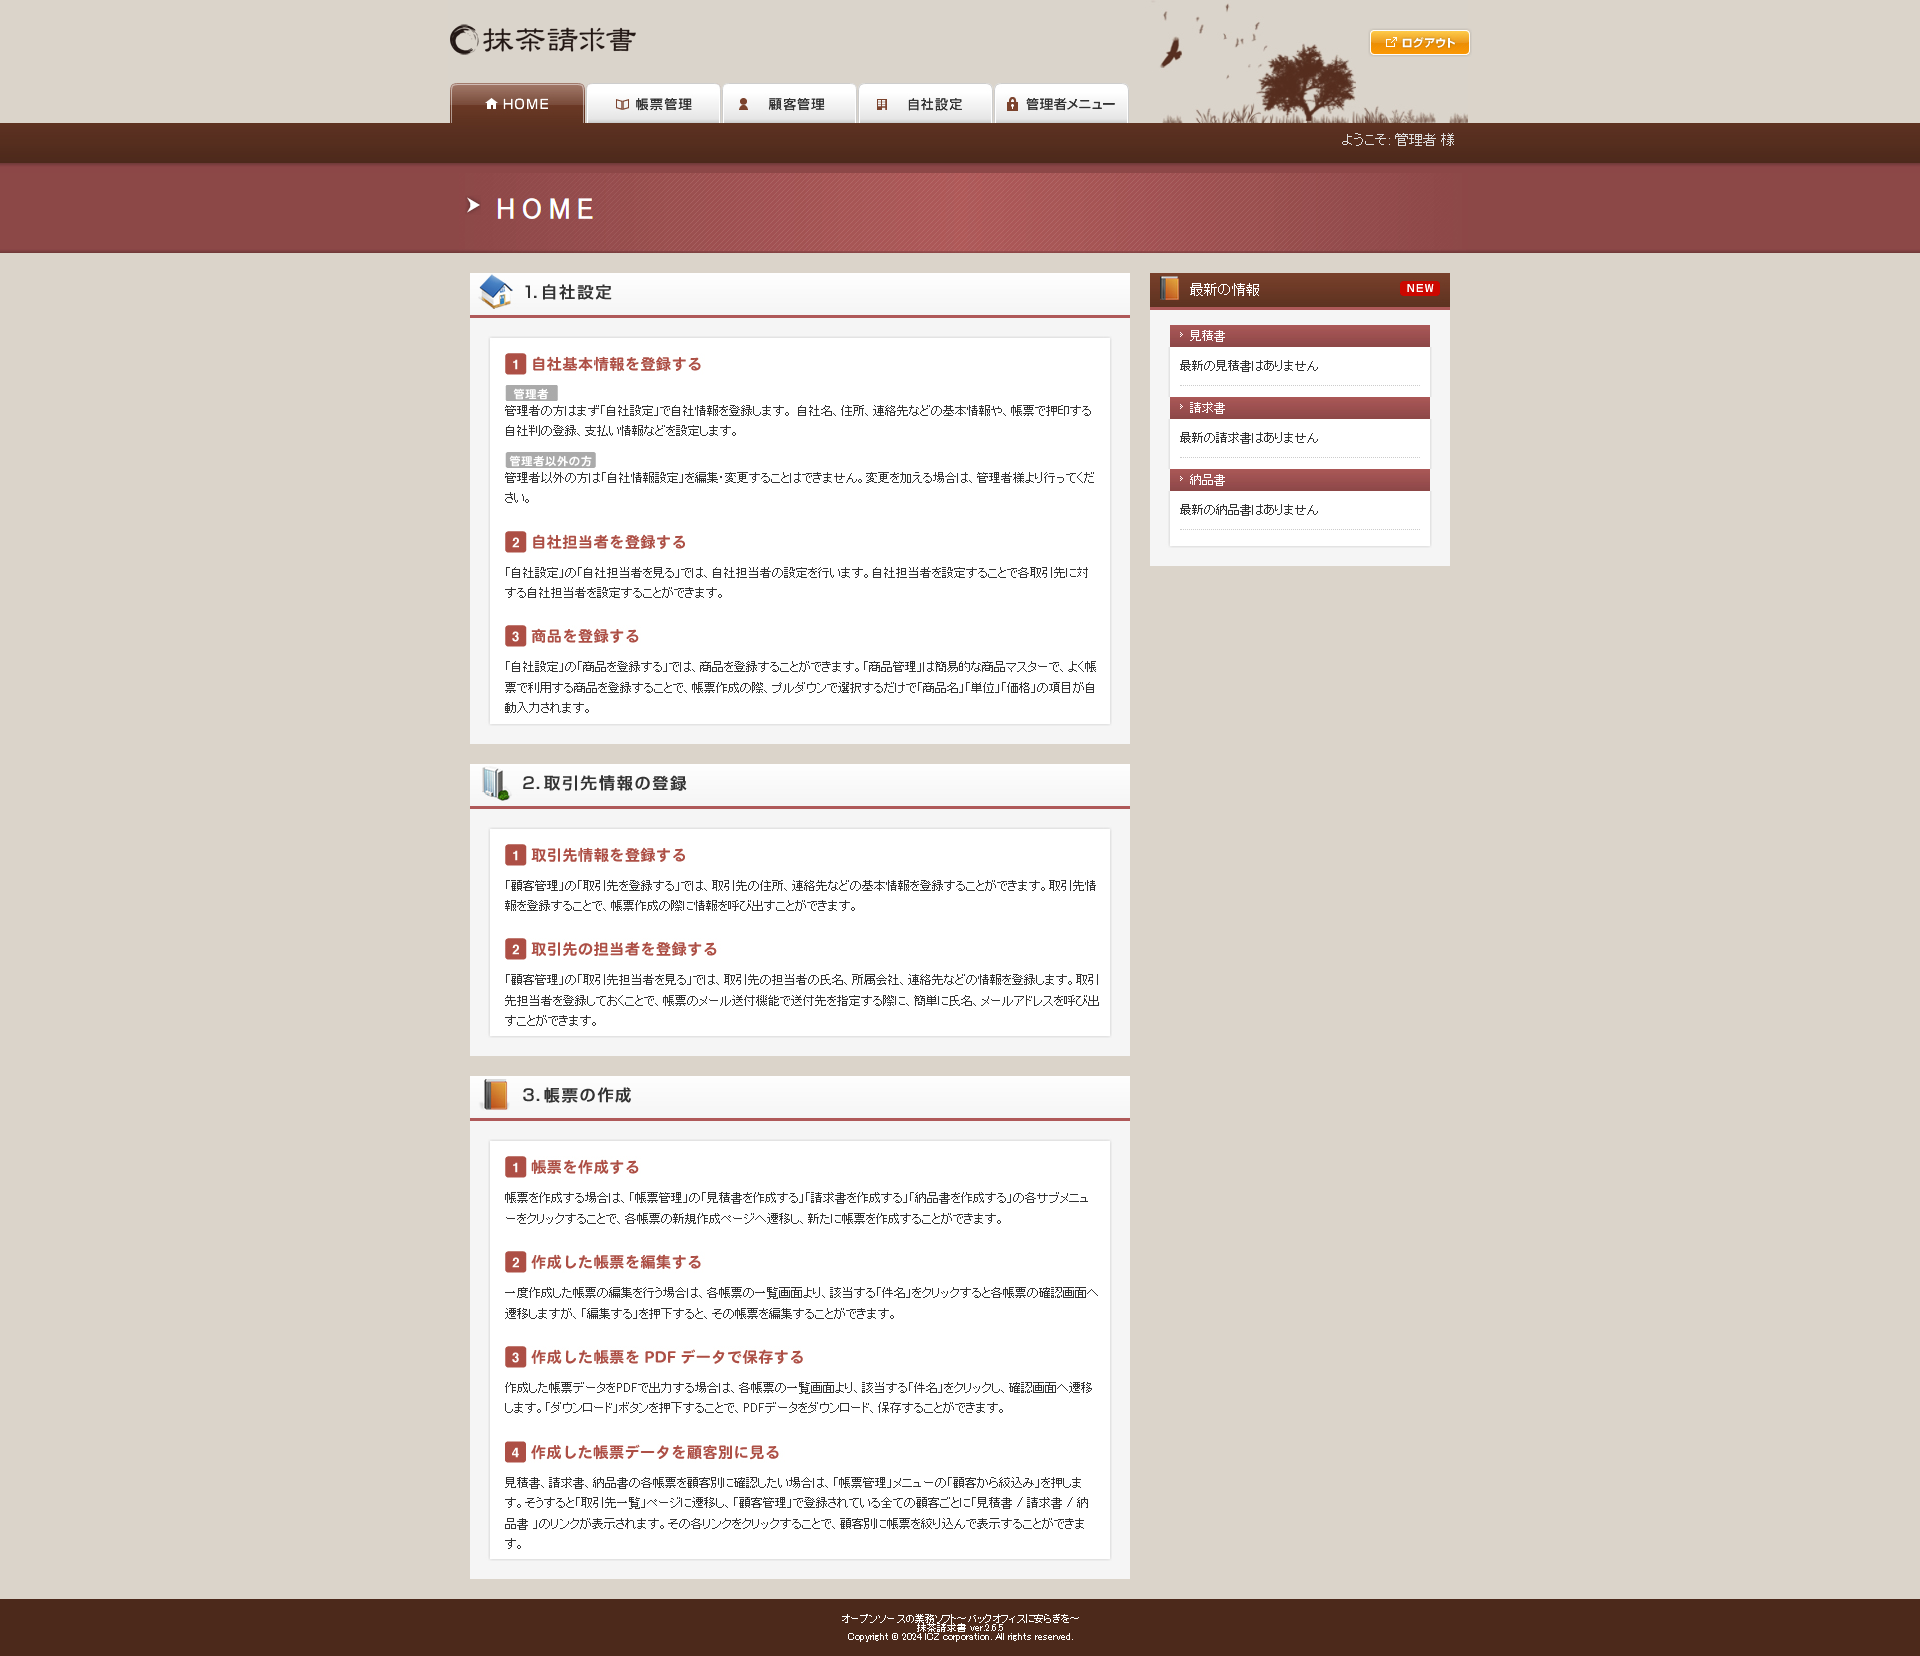 抹茶請求書
ログアウト
HOME
帳票管理
顧客管理
自社設定
管理者メニュー
ようこそ: 管理者 様
HOME
1. 自社設定
1 自社基本情報を登録する
管理者
管理者の方はまず「自社設定」で自社情報を登録します。 自社名、住所、連絡先などの基本情報や、帳票で押印する
自社判の登録、支払い情報などを設定します。
管理者以外の方
管理者以外の方は「自社情報設定」を編集・変更することはできません。変更を加える場合は、管理者様より行ってくだ
さい。
2 自社担当者を登録する
「自社設定」の「自社担当者を見る」では、自社担当者の設定を行います。自社担当者を設定することで各取引先に対
する自社担当者を設定することができます。
3 商品を登録する
「自社設定」の「商品を登録する」では、商品を登録することができます。「商品管理」は簡易的な商品マスターで、よく帳
票で利用する商品を登録することで、帳票作成の際、プルダウンで選択するだけで「商品名」「単位」「価格」の項目が自
動入力されます。
2. 取引先情報の登録
1 取引先情報を登録する
「顧客管理」の「取引先を登録する」では、取引先の住所、連絡先などの基本情報を登録することができます。取引先情
報を登録することで、帳票作成の際に情報を呼び出すことができます。
2 取引先の担当者を登録する
「顧客管理」の「取引先担当者を見る」では、取引先の担当者の氏名、所属会社、連絡先などの情報を登録します。取引
先担当者を登録しておくことで、帳票のメール送付機能で送付先を指定する際に、簡単に氏名、メールアドレスを呼び出
すことができます。
3. 帳票の作成
1 帳票を作成する
帳票を作成する場合は、「帳票管理」の「見積書を作成する」「請求書を作成する」「納品書を作成する」の各サブメニュ
ーをクリックすることで、各帳票の新規作成ページへ遷移し、新たに帳票を作成することができます。
2 作成した帳票を編集する
一度作成した帳票の編集を行う場合は、各帳票の一覧画面より、該当する「件名」をクリックすると各帳票の確認画面へ
遷移しますが、「編集する」を押下すると、その帳票を編集することができます。
3 作成した帳票を PDF データで保存する
作成した帳票データをPDFで出力する場合は、各帳票の一覧画面より、該当する「件名」をクリックし、確認画面へ遷移
します。「ダウンロード」ボタンを押下することで、PDFデータをダウンロード、保存することができます。
4 作成した帳票データを顧客別に見る
見積書、請求書、納品書の各帳票を顧客別に確認したい場合は、「帳票管理」メニューの「顧客から絞込み」を押しま
す。そうすると「取引先一覧」ページに遷移し、「顧客管理」で登録されている全ての顧客ごとに「見積書 / 請求書 / 納
品書 」のリンクが表示されます。その各リンクをクリックすることで、顧客別に帳票を絞り込んで表示することができま
す。
最新の情報
NEW
見積書
最新の見積書はありません
請求書
最新の請求書はありません
納品書
最新の納品書はありません
オープンソースの業務ソフト～バックオフィスに安らぎを～
抹茶請求書 ver.2.6.5
Copyright © 2024 ICZ corporation. All rights reserved.